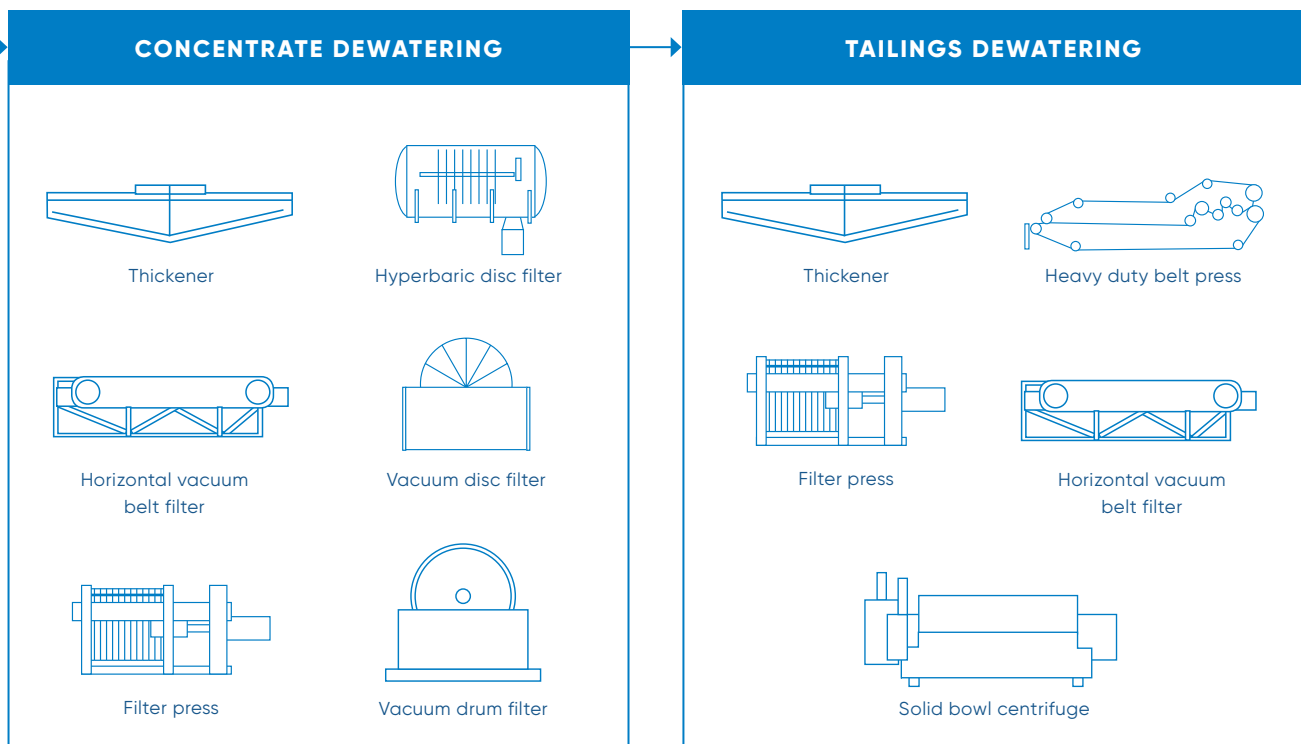 CONCENTRATE DEWATERING
Thickener
Hyperbaric disc filter
Horizontal vacuum
belt filter
Vacuum disc filter
Filter press
Vacuum drum filter
TAILINGS DEWATERING
Thickener
Heavy duty belt press
Filter press
Horizontal vacuum
belt filter
Solid bowl centrifuge